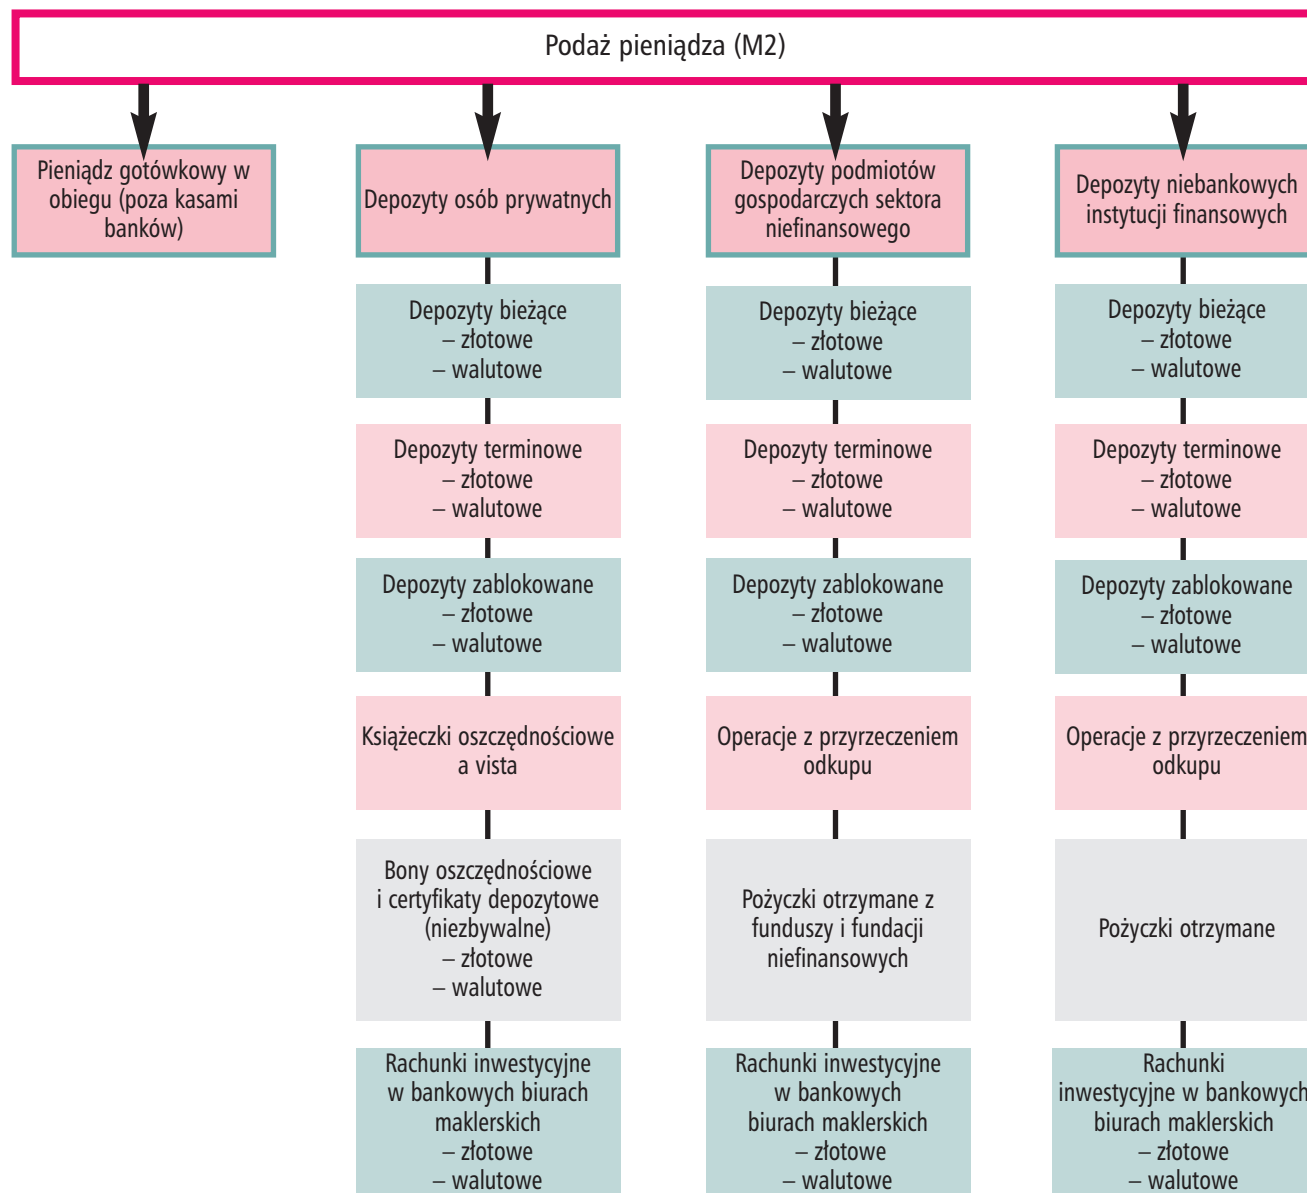 Podaż pieniądza (M2)
Pieniądz gotówkowy w
obiegu (poza kasami
banków)
Depozyty osób prywatnych
Depozyty podmiotów
gospodarczych sektora
niefinansowego
Depozyty niebankowych
instytucji finansowych
Depozyty bieżące
– złotowe
– walutowe
Depozyty bieżące
– złotowe
– walutowe
Depozyty bieżące
– złotowe
– walutowe
Depozyty terminowe
– złotowe
– walutowe
Depozyty terminowe
– złotowe
– walutowe
Depozyty terminowe
– złotowe
– walutowe
Depozyty zablokowane
– złotowe
– walutowe
Depozyty zablokowane
– złotowe
– walutowe
Depozyty zablokowane
– złotowe
– walutowe
Książeczki oszczędnościowe
a vista
Operacje z przyrzeczeniem
odkupu
Operacje z przyrzeczeniem
odkupu
Bony oszczędnościowe
i certyfikaty depozytowe
(niezbywalne)
– złotowe
– walutowe
Pożyczki otrzymane z
funduszy i fundacji
niefinansowych
Pożyczki otrzymane
Rachunki inwestycyjne
w bankowych biurach
maklerskich
– złotowe
– walutowe
Rachunki inwestycyjne
w bankowych
biurach maklerskich
– złotowe
– walutowe
Rachunki
inwestycyjne w bankowych
biurach maklerskich
– złotowe
– walutowe